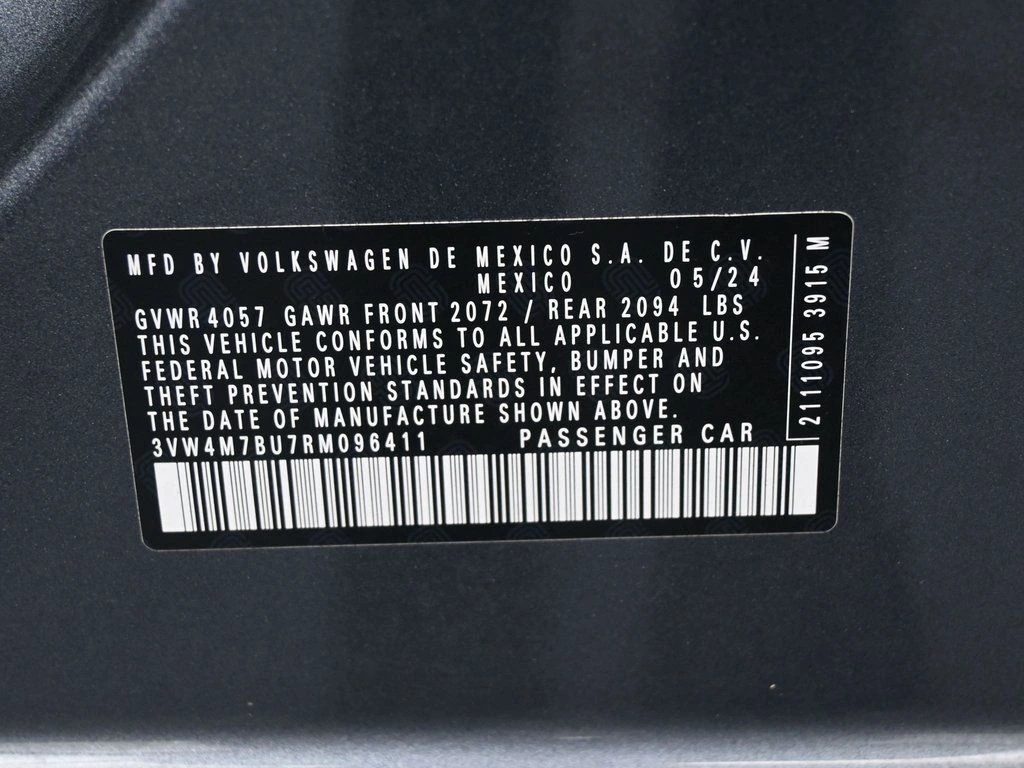 MFD BY VOLKSWAGEN DE MEXICO S.A. DE C.V.
MEXICO 05/24
GVWR 4057 GAWR FRONT 2072 / REAR 2094 LBS
THIS VEHICLE CONFORMS TO ALL APPLICABLE U.S.
FEDERAL MOTOR VEHICLE SAFETY, BUMPER AND
THEFT PREVENTION STANDARDS IN EFFECT ON
THE DATE OF MANUFACTURE SHOWN ABOVE.
3VW4M7BU7RM096411 PASSENGER CAR
2111095 3915 M